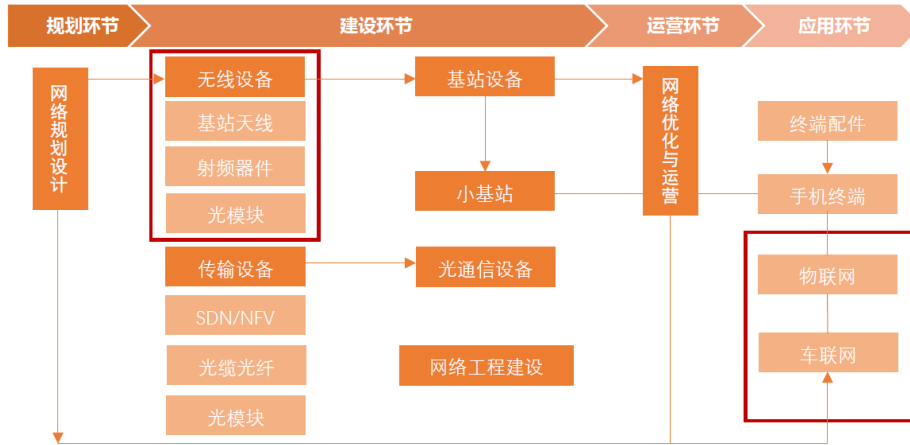 规划环节
建设环节
运营环节
应用环节
网络规划设计
无线设备
基站天线
射频器件
光模块
传输设备
SDN/NFV
光缆光纤
光模块
基站设备
小基站
光通信设备
网络工程建设
网络优化与运营
终端配件
手机终端
物联网
车联网